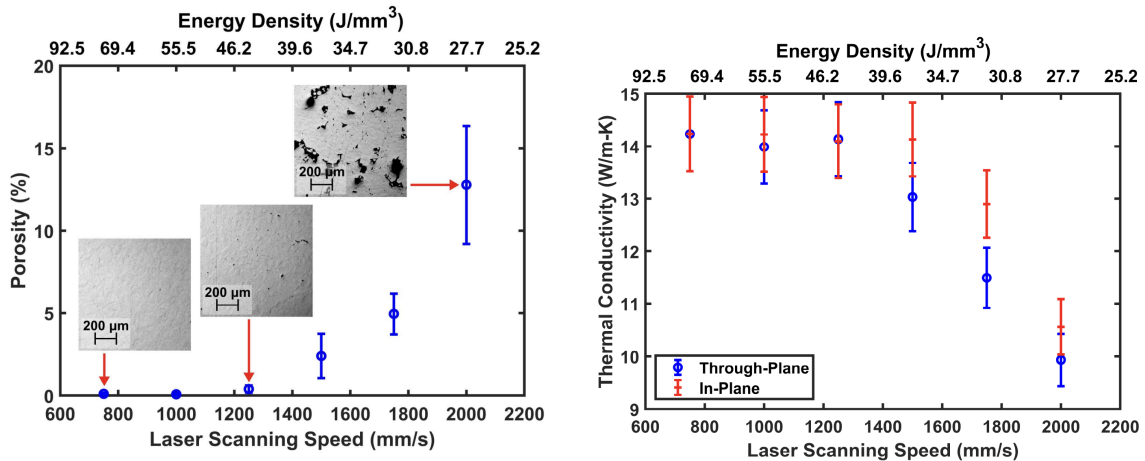 Energy Density (J/mm³)
92.5 69.4 55.5 46.2 39.6 34.7 30.8 27.7 25.2
20
15
10
5
0
Porosity (%)
200 µm
200 µm
200 µm
600 800 1000 1200 1400 1600 1800 2000 2200
Laser Scanning Speed (mm/s)
Energy Density (J/mm³)
92.5 69.4 55.5 46.2 39.6 34.7 30.8 27.7 25.2
15
14
13
12
11
10
9
Thermal Conductivity (W/m-K)
Through-Plane
In-Plane
600 800 1000 1200 1400 1600 1800 2000 2200
Laser Scanning Speed (mm/s)